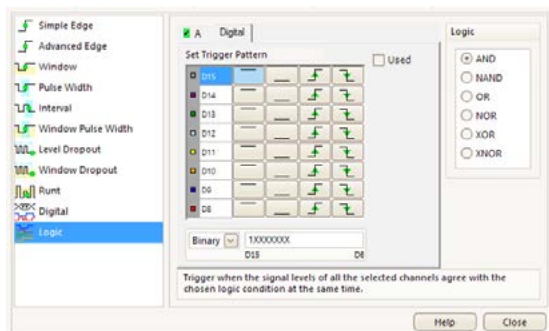 Simple Edge
Advanced Edge
Window
Pulse Width
Interval
Window Pulse Width
Level Dropout
Window Dropout
Runt
Digital
Logic
A Digital
Set Trigger Pattern
Used
D15
D14
D13
D12
D11
D10
D9
D8
Binary 1XXXXXXX
D15 D8
Logic
AND
NAND
OR
NOR
XOR
XNOR
Trigger when the signal levels of all the selected channels agree with the
chosen logic condition at the same time.
Help Close